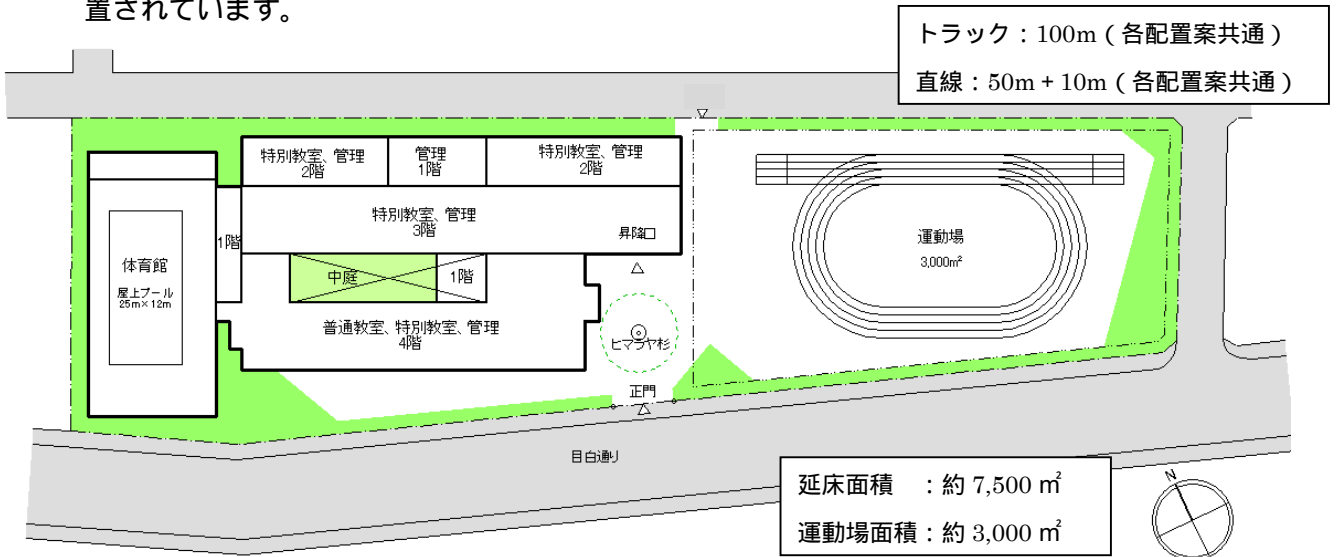 置されています。
トラック：100m（各配置案共通）
直線：50m + 10m（各配置案共通）
特別教室、管理
2階
管理
1階
特別教室、管理
2階
特別教室、管理
3階
昇降口
1階
体育館
屋上プール
25m×12m
中庭
1階
普通教室、特別教室、管理
4階
ヒマラヤ杉
正門
運動場
3,000㎡
目白通り
延床面積　：約 7,500 ㎡
運動場面積：約 3,000 ㎡
N